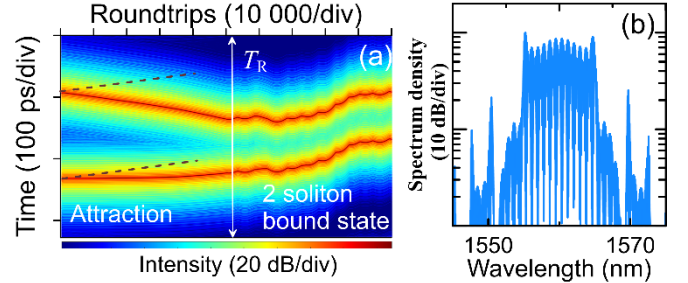 Roundtrips (10 000/div)
Time (100 ps/div)
T_R
(a)
Attraction
2 soliton
bound state
Intensity (20 dB/div)
(b)
Spectrum density
(10 dB/div)
1550
1570
Wavelength (nm)